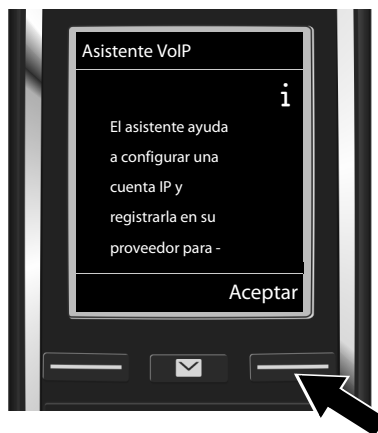 Asistente VoIP
i
El asistente ayuda
a configurar una
cuenta IP y
registrarla en su
proveedor para -
Aceptar